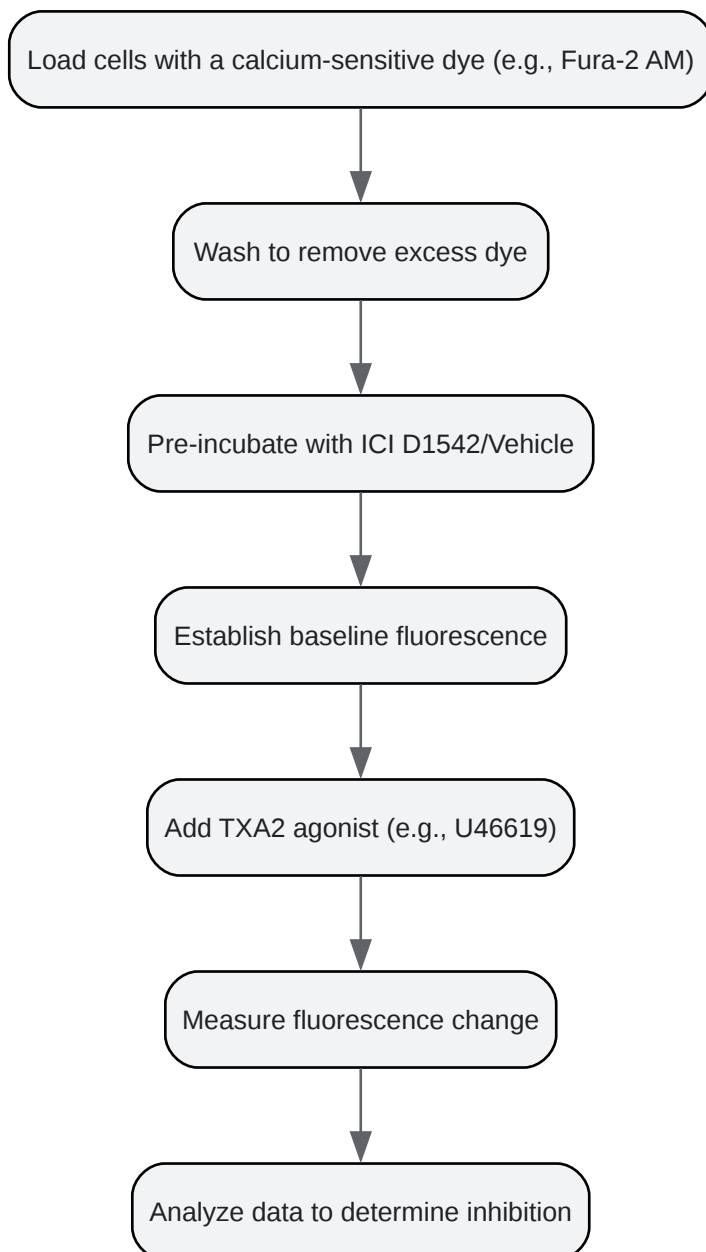 Load cells with a calcium-sensitive dye (e.g., Fura-2 AM)
Wash to remove excess dye
Pre-incubate with ICI D1542/Vehicle
Establish baseline fluorescence
Add TXA2 agonist (e.g., U46619)
Measure fluorescence change
Analyze data to determine inhibition